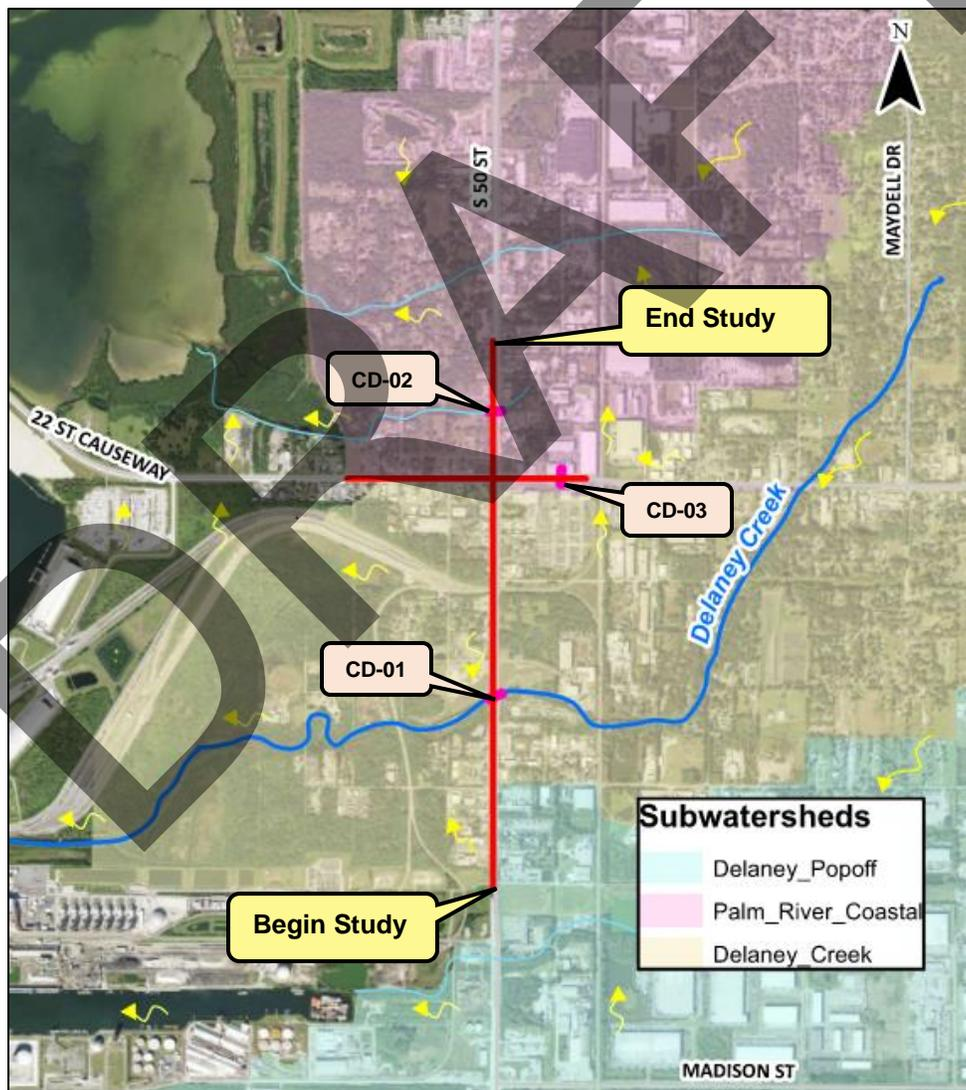 N
S 50 ST
MAYDELL DR
End Study
CD-02
22 ST CAUSEWAY
CD-03
Delaney Creek
CD-01
Begin Study
Subwatersheds
Delaney_Popoff
Palm_River_Coastal
Delaney_Creek
MADISON ST
DRAFT